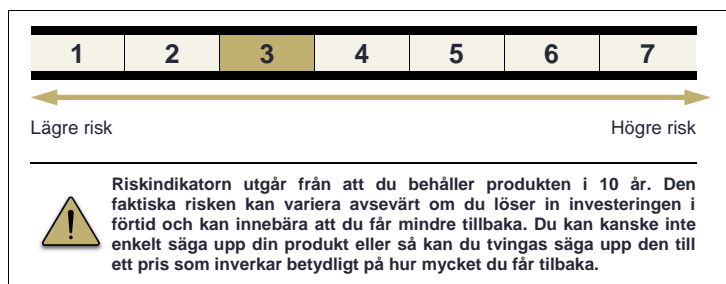 1 2 3 4 5 6 7
Lägre risk Högre risk
Riskindikatorn utgår från att du behåller produkten i 10 år. Den
faktiska risken kan variera avsevärt om du löser in investeringen i
förtid och kan innebära att du får mindre tillbaka. Du kan kanske inte
enkelt säga upp din produkt eller så kan du tvingas säga upp den till
ett pris som inverkar betydligt på hur mycket du får tilbaka.